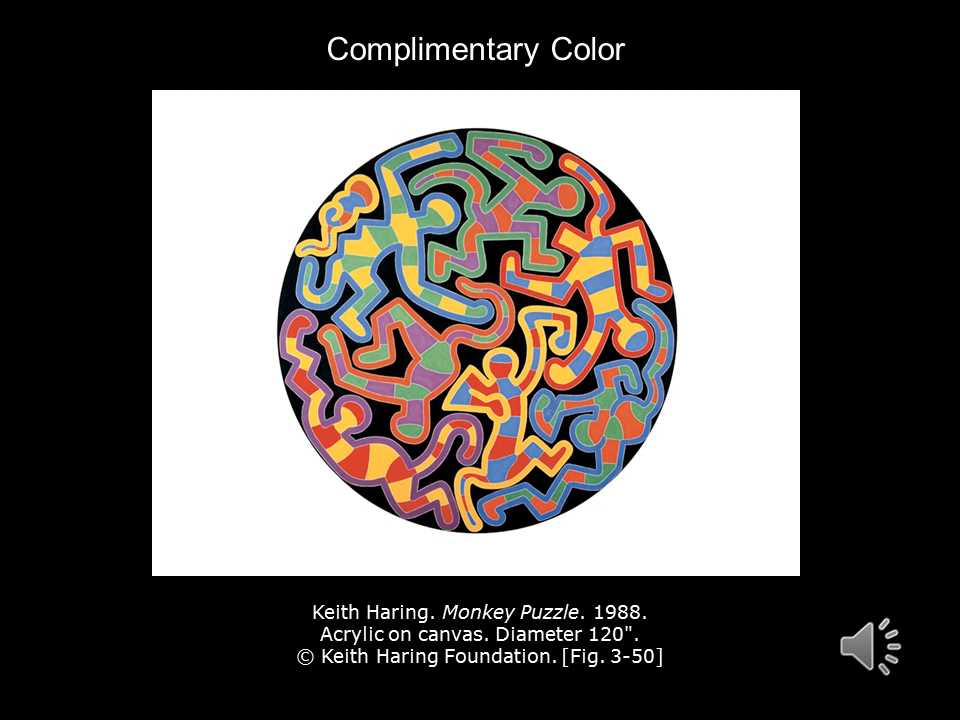 Complimentary Color
Keith Haring. Monkey Puzzle. 1988.
Acrylic on canvas. Diameter 120".
© Keith Haring Foundation. [Fig. 3-50]